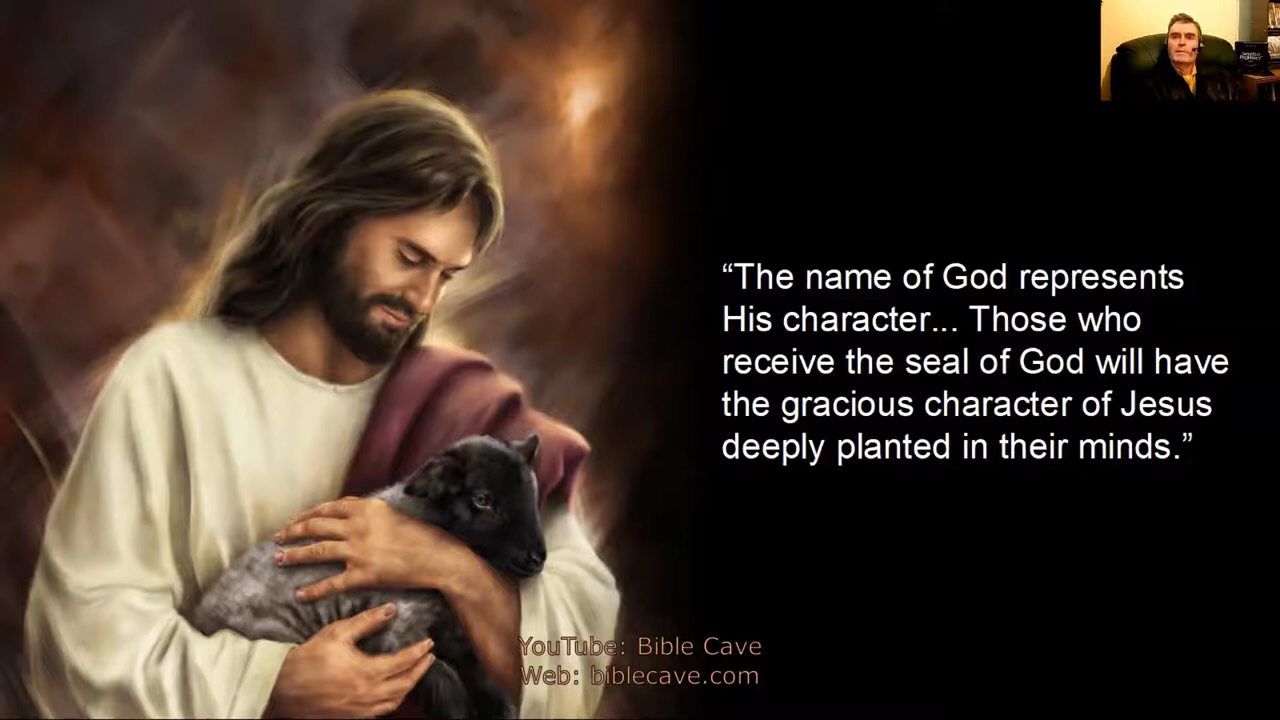 “The name of God represents
His character... Those who
receive the seal of God will have
the gracious character of Jesus
deeply planted in their minds.”
YouTube: Bible Cave
Web: biblecave.com